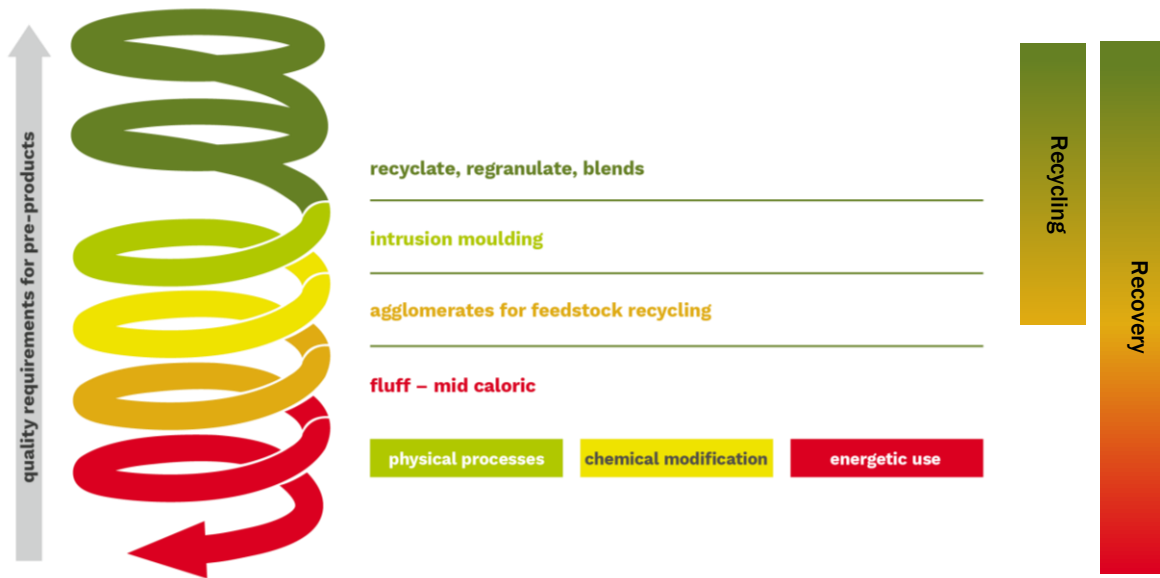 quality requirements for pre-products
recyclate, regranulate, blends
intrusion moulding
agglomerates for feedstock recycling
fluff – mid caloric
physical processes
chemical modification
energetic use
Recycling
Recovery